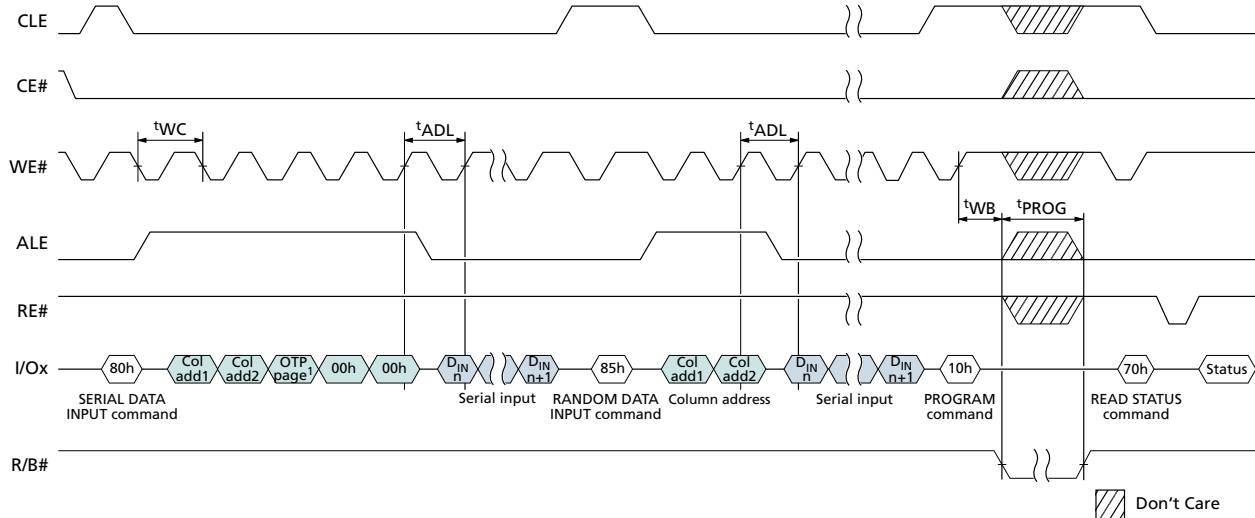 CLE
CE#
tWC
tADL
tADL
WE#
tWB
tPROG
ALE
RE#
I/Ox
80h
Col add1
Col add2
OTP page1
00h
00h
DIN n
DIN n+1
85h
Col add1
Col add2
DIN n
DIN n+1
10h
70h
Status
SERIAL DATA INPUT command
Serial input
RANDOM DATA INPUT command
Column address
Serial input
PROGRAM command
READ STATUS command
R/B#
Don't Care